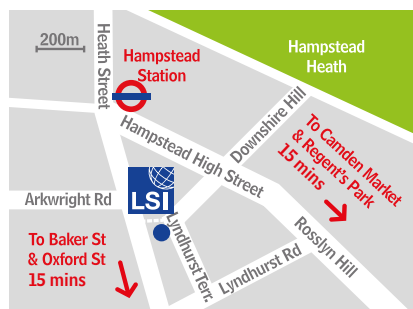 200m
Heath Street
Hampstead
Station
Hampstead
Heath
Hampstead High Street
Downshire Hill
To Camden Market
& Regent's Park
15 mins
Arkwright Rd
LSI
Lyndhurst Terr.
Lyndhurst Rd
Rosslyn Hill
To Baker St
& Oxford St
15 mins